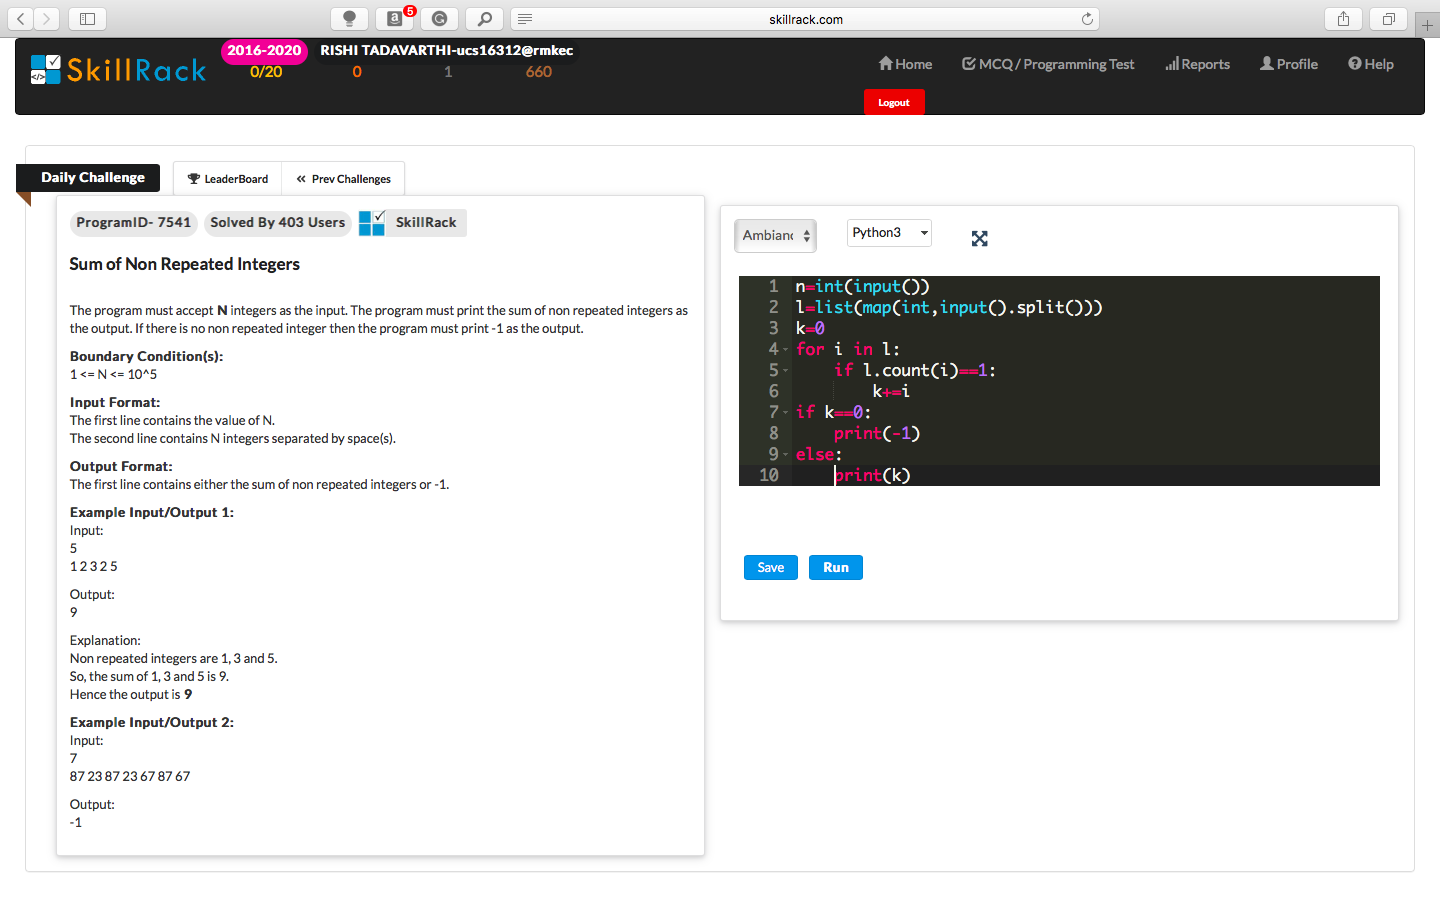 5
skillrack.com
SkillRack
2016-2020
RISHI TADAVARTHI-ucs16312@rmkec
0/20
0
1
660
Home
MCQ / Programming Test
Reports
Profile
Help
Logout
Daily Challenge
LeaderBoard
Prev Challenges
ProgramID- 7541
Solved By 403 Users
SkillRack
Sum of Non Repeated Integers
The program must accept N integers as the input. The program must print the sum of non repeated integers as
the output. If there is no non repeated integer then the program must print -1 as the output.
Boundary Condition(s):
1 <= N <= 10^5
Input Format:
The first line contains the value of N.
The second line contains N integers separated by space(s).
Output Format:
The first line contains either the sum of non repeated integers or -1.
Example Input/Output 1:
Input:
5
1 2 3 2 5
Output:
9
Explanation:
Non repeated integers are 1, 3 and 5.
So, the sum of 1, 3 and 5 is 9.
Hence the output is 9
Example Input/Output 2:
Input:
7
87 23 87 23 67 87 67
Output:
-1
Ambianc
Python3
1 n=int(input())
2 l=list(map(int,input().split()))
3 k=0
4 for i in l:
5 if l.count(i)==1:
6 k+=i
7 if k==0:
8 print(-1)
9 else:
10 print(k)
Save
Run